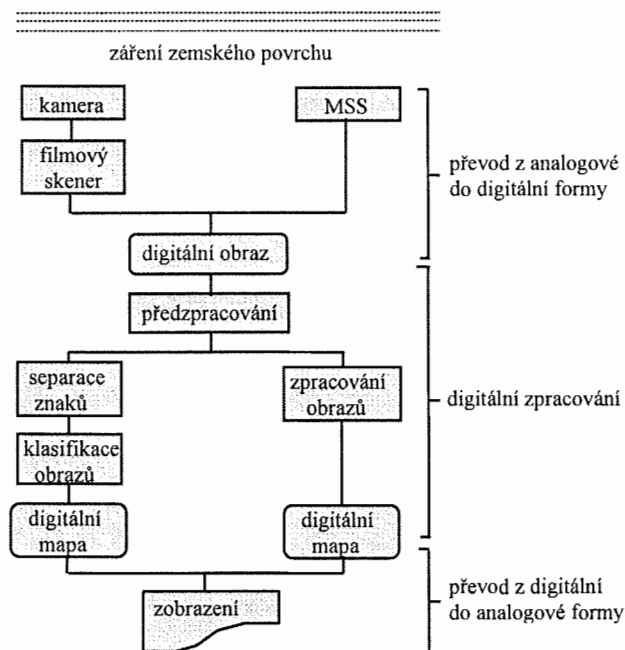 záření zemského povrchu
kamera
MSS
filmový
skener
převod z analogové
do digitální formy
digitální obraz
předzpracování
separace
znaků
zpracování
obrazů
digitální zpracování
klasifikace
obrazů
digitální
mapa
digitální
mapa
převod z digitální
do analogové formy
zobrazení